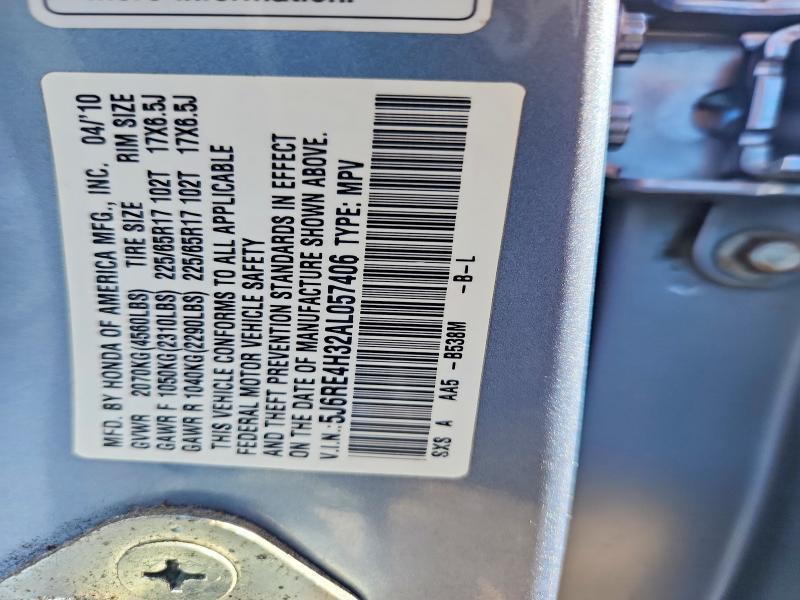 more information.
MFD. BY HONDA OF AMERICA MFG., INC. 04/'10
GVWR 2070KG(4560LBS) TIRE SIZE RIM SIZE
GAWR F 1050KG(2310LBS) 225/65R17 102T 17X6.5J
GAWR R 1040KG(2290LBS) 225/65R17 102T 17X6.5J
THIS VEHICLE CONFORMS TO ALL APPLICABLE
FEDERAL MOTOR VEHICLE SAFETY
AND THEFT PREVENTION STANDARDS IN EFFECT
ON THE DATE OF MANUFACTURE SHOWN ABOVE.
V.I.N.:5J6RE4H32AL057406 TYPE: MPV
SXS A AA5 -B538M -B-L